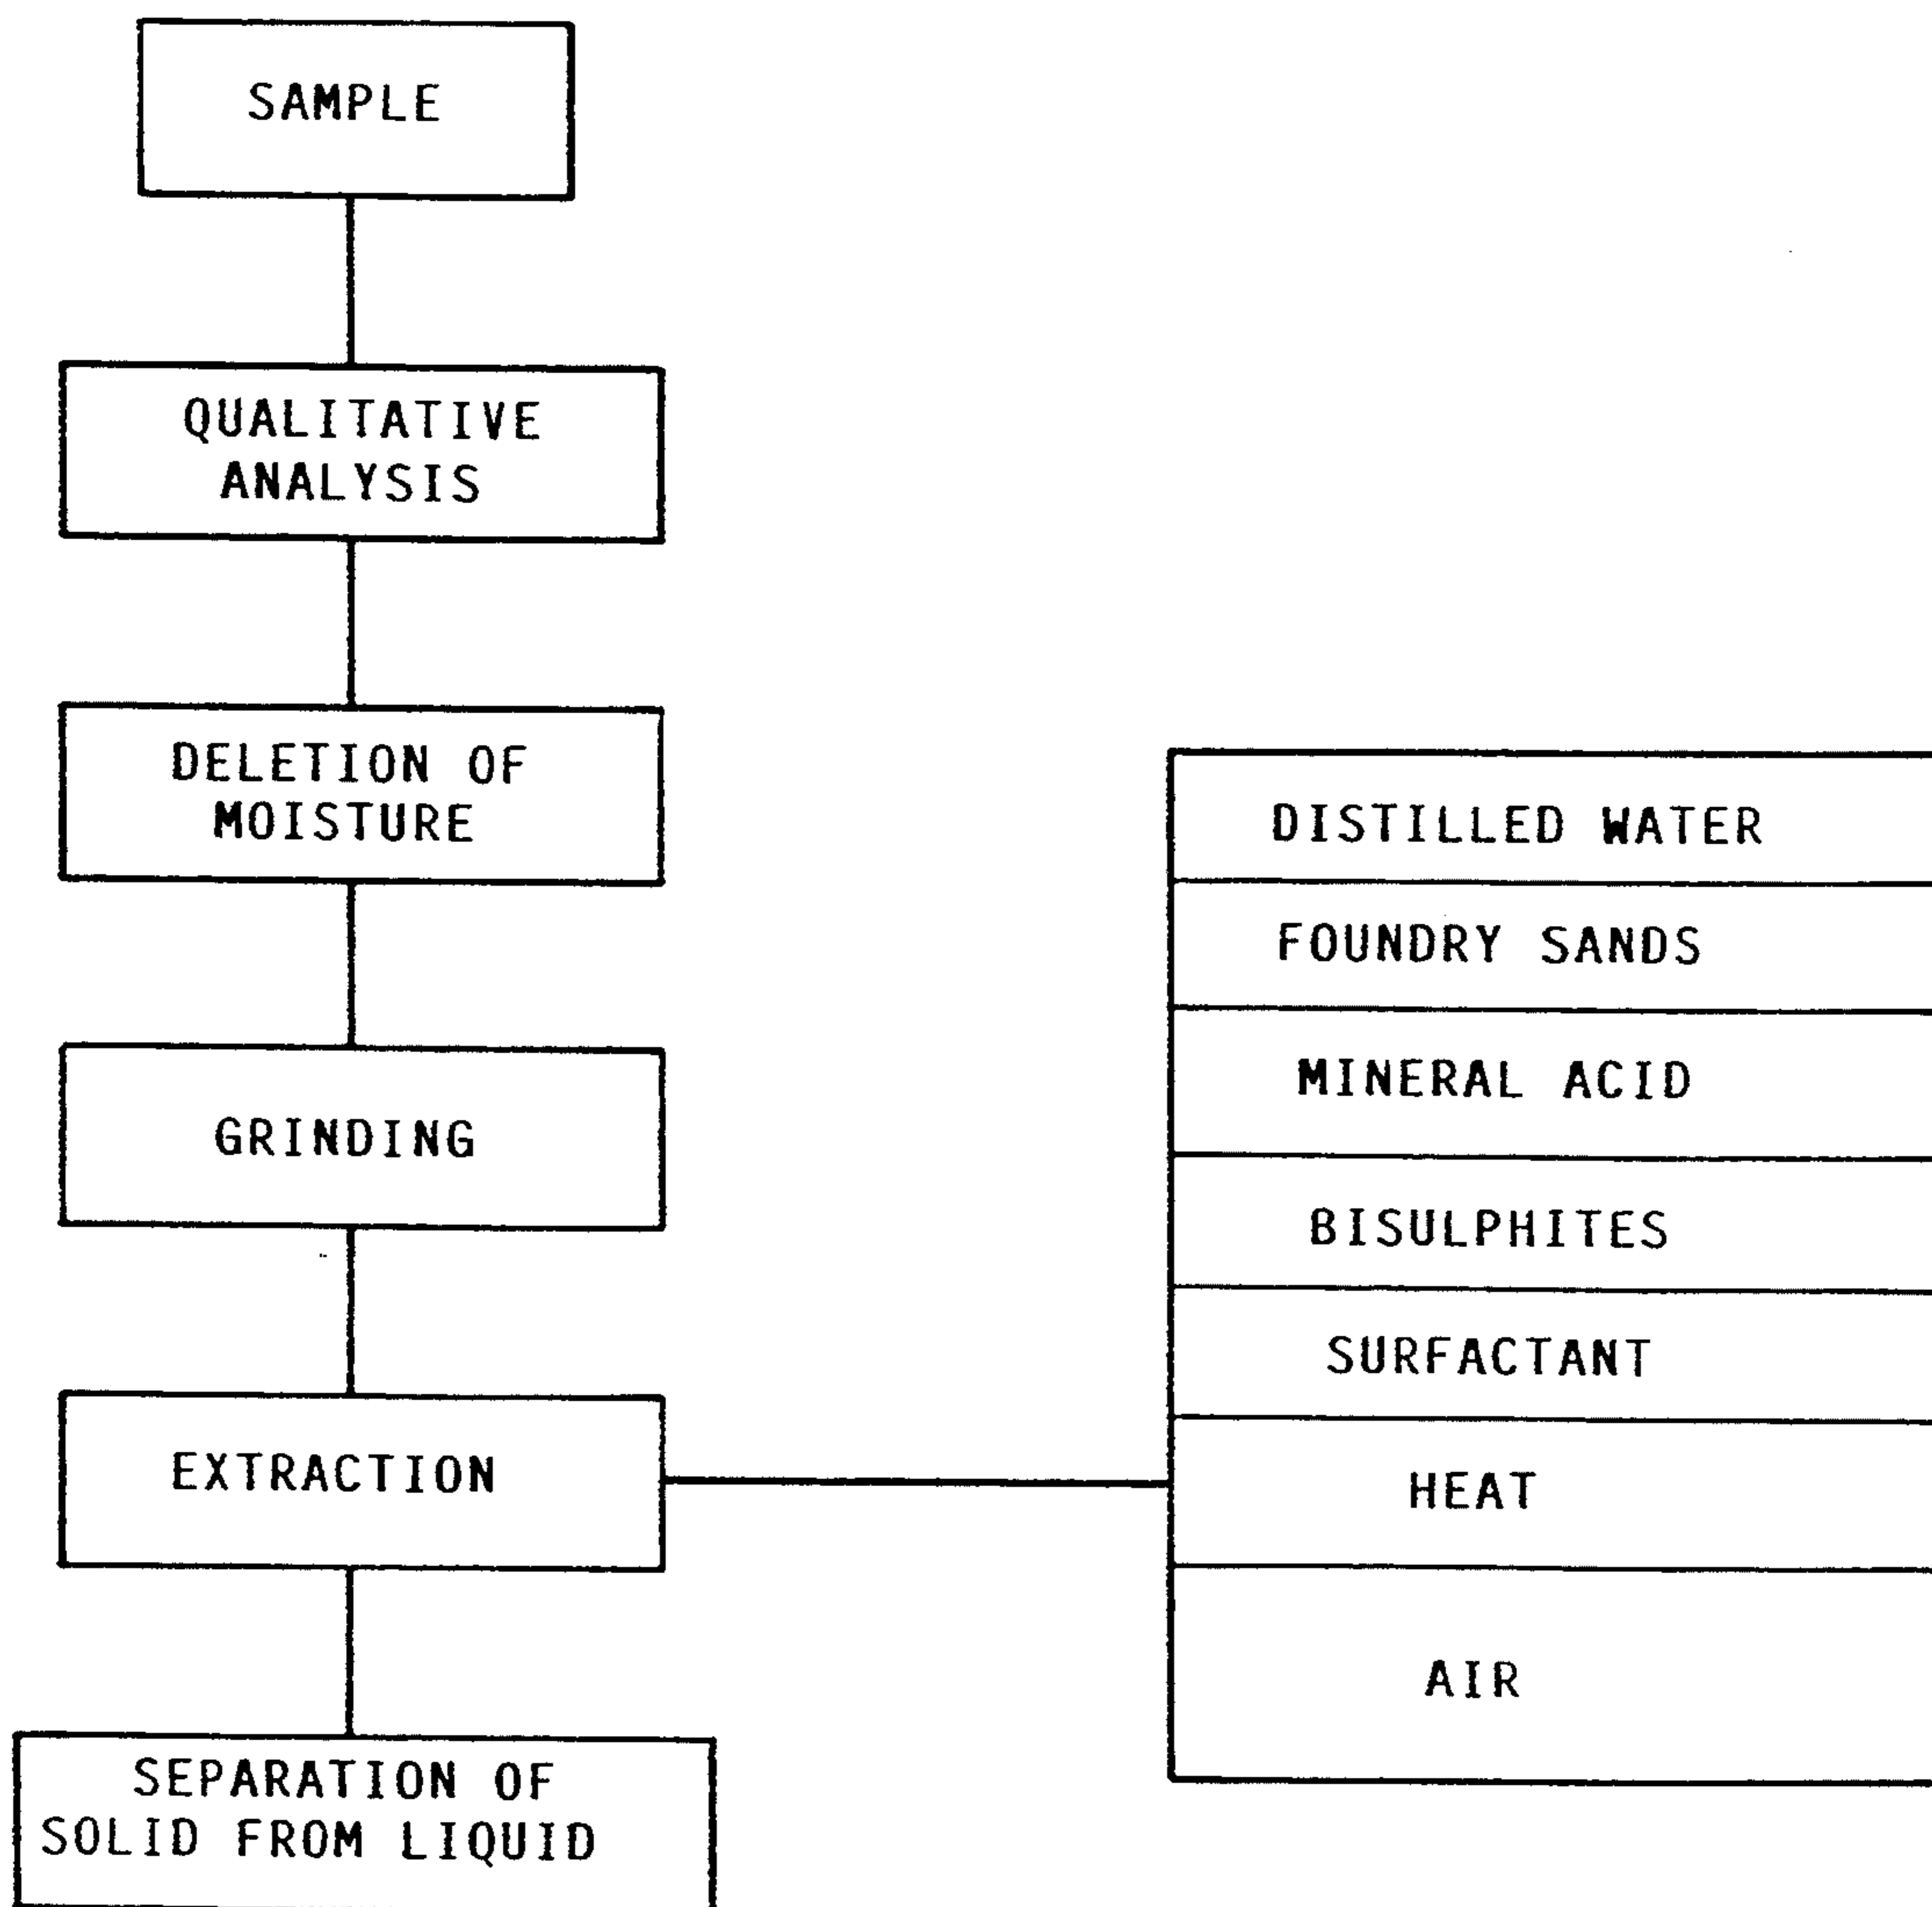 SAMPLE
QUALITATIVE
ANALYSIS
DELETION OF
MOISTURE
GRINDING
EXTRACTION
SEPARATION OF
SOLID FROM LIQUID
DISTILLED WATER
FOUNDRY SANDS
MINERAL ACID
BISULPHITES
SURFACTANT
HEAT
AIR